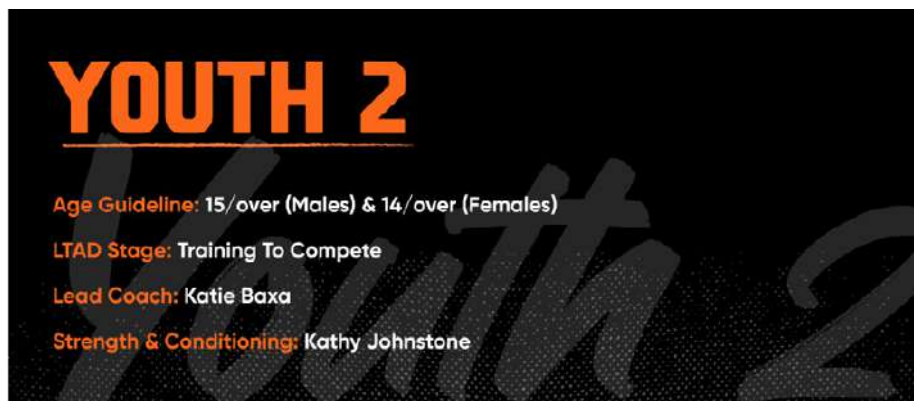 YOUTH 2
Age Guideline: 15/over (Males) & 14/over (Females)
LTAD Stage: Training To Compete
Lead Coach: Katie Baxa
Strength & Conditioning: Kathy Johnstone
Youth 2